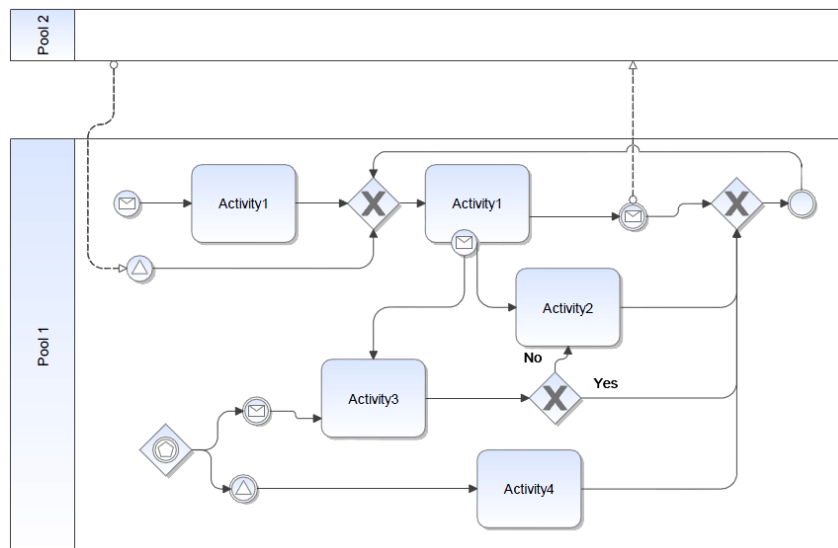 Pool 2
Pool 1
Activity1
Activity1
Activity2
No
Yes
Activity3
Activity4